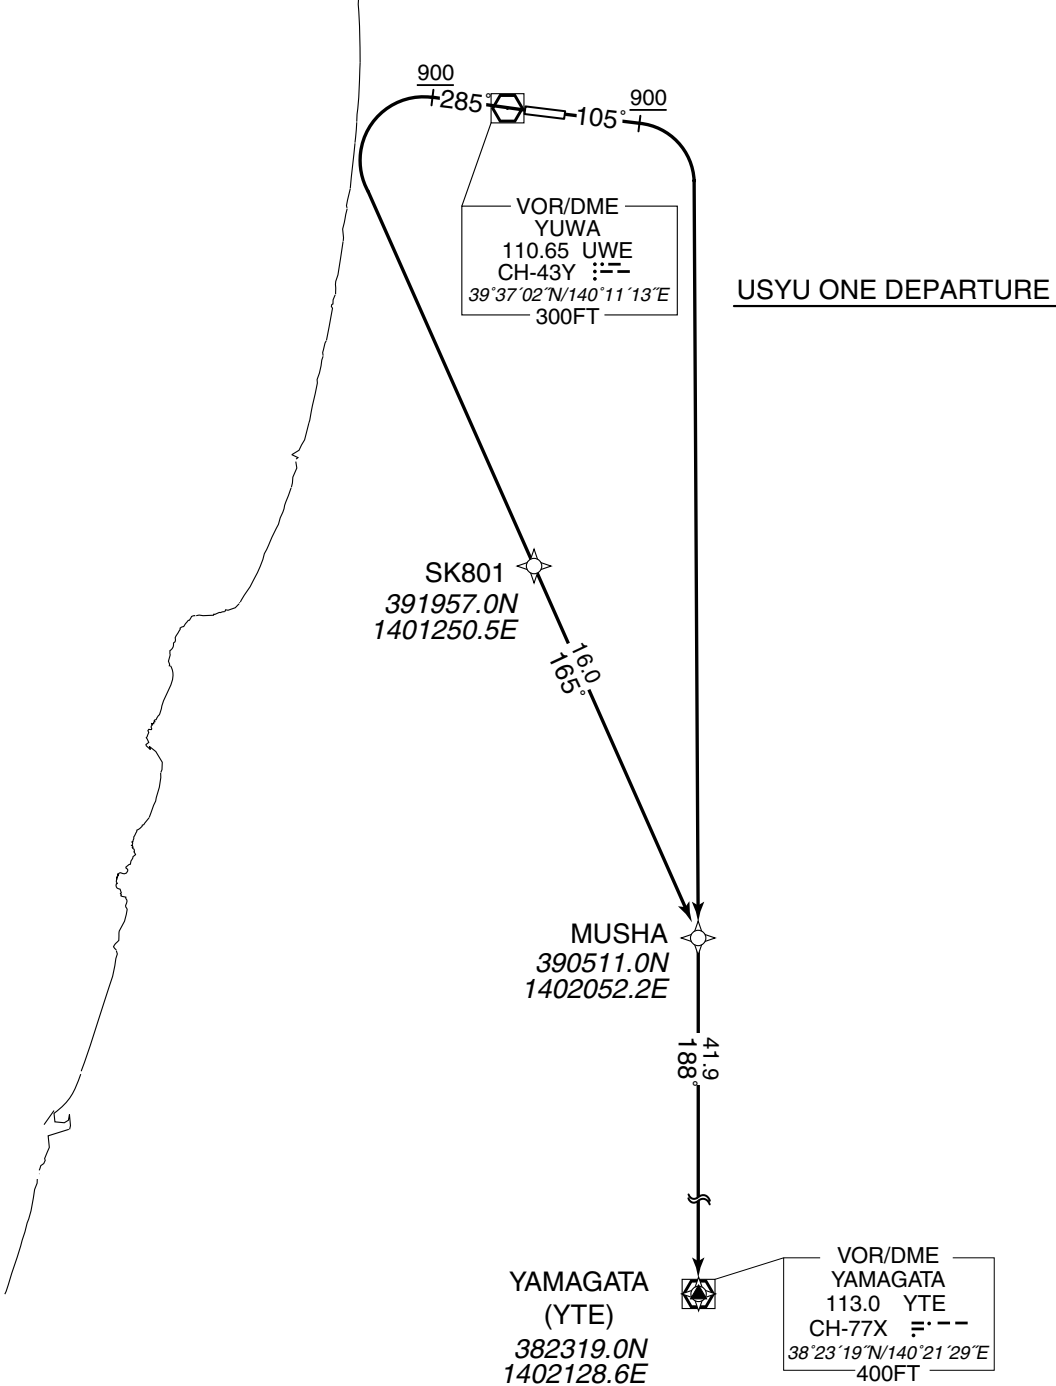 900
285°
105°
900
VOR/DME
YUWA
110.65 UWE
CH-43Y
39°37′02″N/140°11′13″E
300FT
USYU ONE DEPARTURE
SK801
391957.0N
1401250.5E
16.0
165°
MUSHA
390511.0N
1402052.2E
41.9
188°
YAMAGATA
(YTE)
382319.0N
1402128.6E
VOR/DME
YAMAGATA
113.0 YTE
CH-77X
38°23′19″N/140°21′29″E
400FT